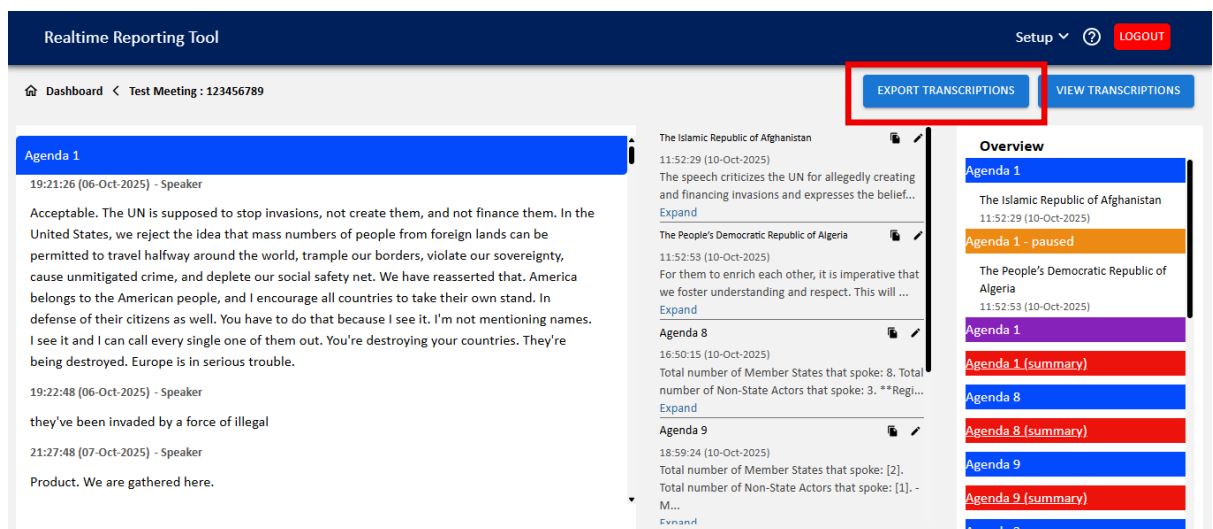 Realtime Reporting Tool
Setup
LOGOUT
Dashboard
Test Meeting : 123456789
EXPORT TRANSCRIPTIONS
VIEW TRANSCRIPTIONS
Agenda 1
19:21:26 (06-Oct-2025) - Speaker
Acceptable. The UN is supposed to stop invasions, not create them, and not finance them. In the
United States, we reject the idea that mass numbers of people from foreign lands can be
permitted to travel halfway around the world, trample our borders, violate our sovereignty,
cause unmitigated crime, and deplete our social safety net. We have reasserted that. America
belongs to the American people, and I encourage all countries to take their own stand. In
defense of their citizens as well. You have to do that because I see it. I'm not mentioning names.
I see it and I can call every single one of them out. You're destroying your countries. They're
being destroyed. Europe is in serious trouble.
19:22:48 (06-Oct-2025) - Speaker
they've been invaded by a force of illegal
21:27:48 (07-Oct-2025) - Speaker
Product. We are gathered here.
The Islamic Republic of Afghanistan
11:52:29 (10-Oct-2025)
The speech criticizes the UN for allegedly creating
and financing invasions and expresses the belief...
Expand
The People's Democratic Republic of Algeria
11:52:53 (10-Oct-2025)
For them to enrich each other, it is imperative that
we foster understanding and respect. This will ...
Expand
Agenda 8
16:50:15 (10-Oct-2025)
Total number of Member States that spoke: 8. Total
number of Non-State Actors that spoke: 3. **Regi...
Expand
Agenda 9
18:59:24 (10-Oct-2025)
Total number of Member States that spoke: [2].
Total number of Non-State Actors that spoke: [1]. -
M...
Expand
Overview
Agenda 1
The Islamic Republic of Afghanistan
11:52:29 (10-Oct-2025)
Agenda 1 - paused
The People's Democratic Republic of
Algeria
11:52:53 (10-Oct-2025)
Agenda 1
Agenda 1 (summary)
Agenda 8
Agenda 8 (summary)
Agenda 9
Agenda 9 (summary)